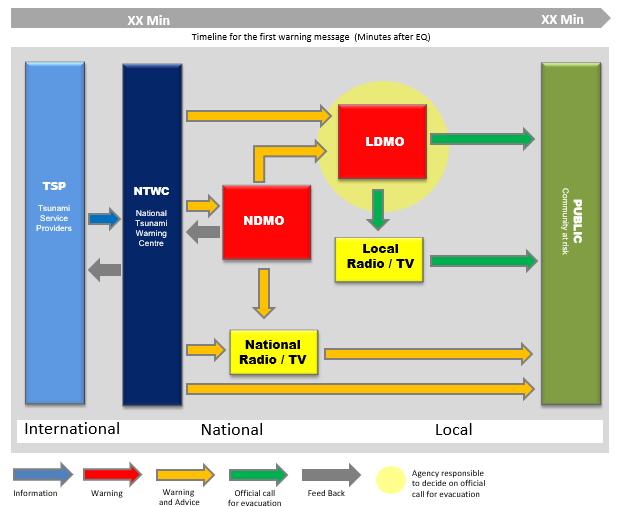 XX Min
XX Min
Timeline for the first warning message (Minutes after EQ)
TSP
Tsunami
Service
Providers
NTWC
National
Tsunami
Warning
Centre
NDMO
LDMO
Local
Radio / TV
National
Radio / TV
PUBLIC
Community at risk
International
National
Local
Information
Warning
Warning
and Advice
Official call
for evacuation
Feed Back
Agency responsible
to decide on official
call for evacuation